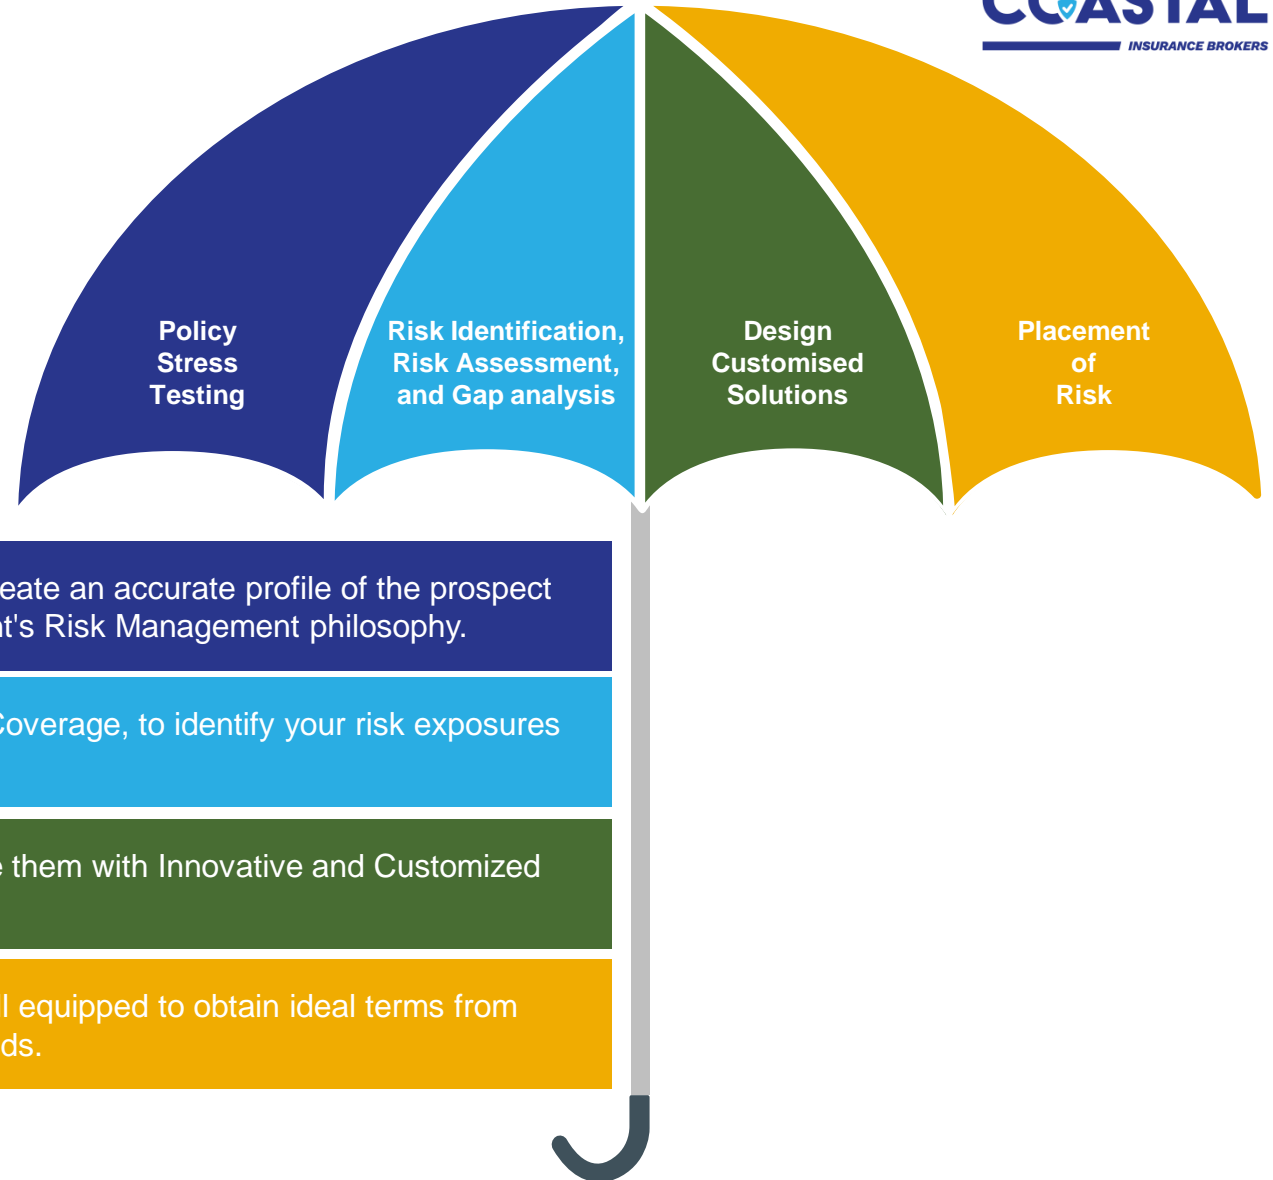 COASTAL
INSURANCE BROKERS
Policy
Stress
Testing
Risk Identification,
Risk Assessment,
and Gap analysis
Design
Customised
Solutions
Placement
of
Risk
eate an accurate profile of the prospect
t's Risk Management philosophy.
Coverage, to identify your risk exposures
them with Innovative and Customized
equipped to obtain ideal terms from
ds.